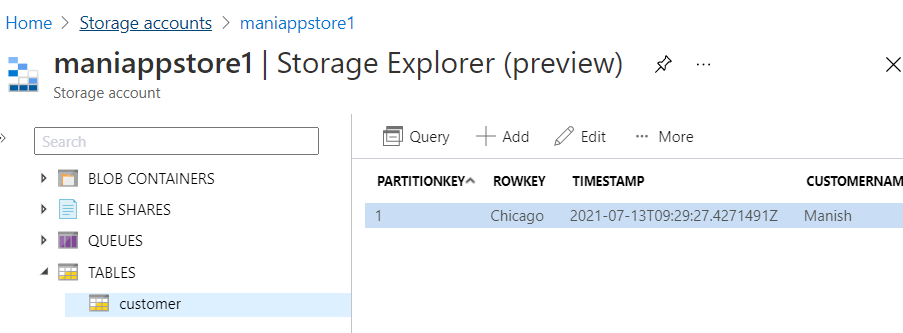 Home > Storage accounts > maniappstore1
maniappstore1 | Storage Explorer (preview)
Storage account
Search
Query Add Edit ... More
BLOB CONTAINERS
FILE SHARES
QUEUES
TABLES
customer
PARTITIONKEY ROWKEY TIMESTAMP CUSTOMERNAM
1 Chicago 2021-07-13T09:29:27.4271491Z Manish